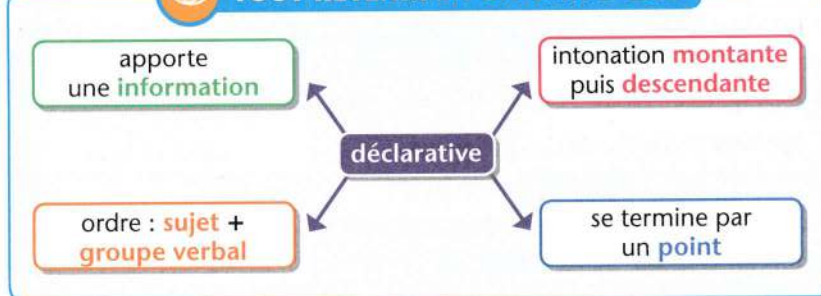 apporte
une information
intonation montante
puis descendante
déclarative
ordre : sujet +
groupe verbal
se termine par
un point